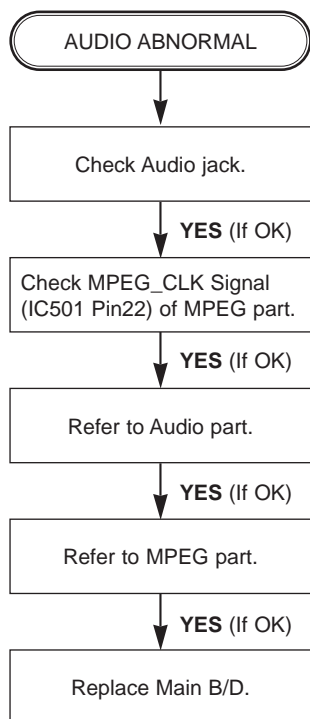 AUDIO ABNORMAL
Check Audio jack.
YES (If OK)
Check MPEG_CLK Signal
(IC501 Pin22) of MPEG part.
YES (If OK)
Refer to Audio part.
YES (If OK)
Refer to MPEG part.
YES (If OK)
Replace Main B/D.